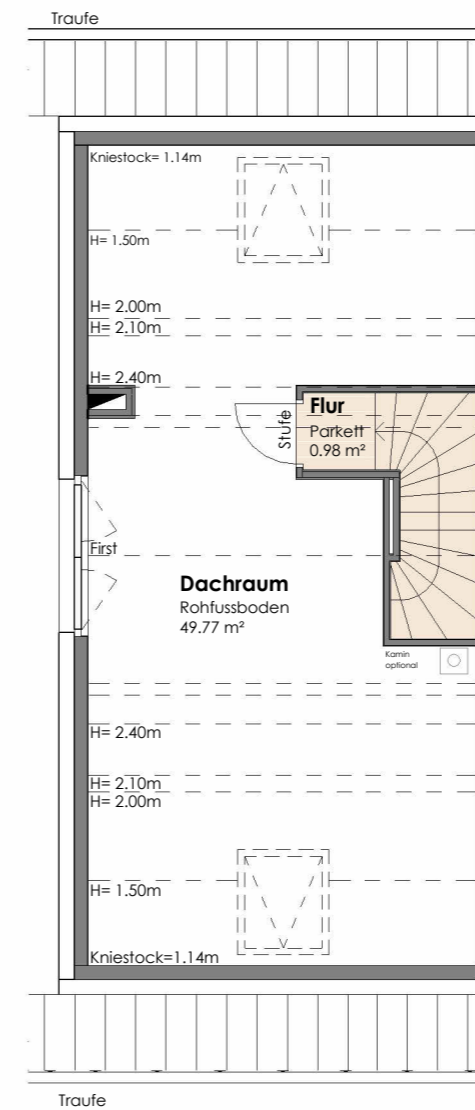 Traufe
Kniestock= 1.14m
H= 1.50m
H= 2.00m
H= 2.10m
H= 2.40m
Stufe
Flur
Parkett
0.98 m²
First
Dachraum
Rohfussboden
49.77 m²
Kamin
optional
H= 2.40m
H= 2.10m
H= 2.00m
H= 1.50m
Kniestock=1.14m
Traufe